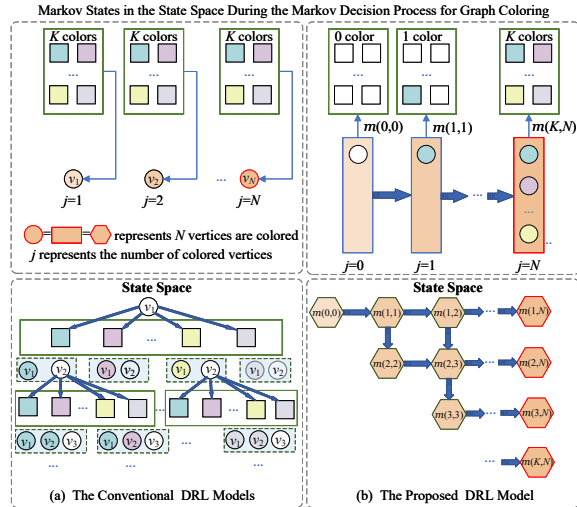 Markov States in the State Space During the Markov Decision Process for Graph Coloring
K colors
K colors
K colors
...
...
...
...
v1
v2
...
vN
j=1
j=2
j=N
= = represents N vertices are colored
j represents the number of colored vertices
0 color
1 color
K colors
...
...
...
...
m(0,0)
m(1,1)
m(K,N)
...
...
...
j=0
j=1
j=N
State Space
v1
...
v1 v2
v1 v2
v1 v2
v1 v2
...
...
...
v1 v2 v3
v1 v2 v3
...
v1 v2 v3
...
...
...
(a) The Conventional DRL Models
State Space
m(0,0) m(1,1) m(1,2) ... m(1,N)
m(2,2) m(2,3) ... m(2,N)
m(3,3) ... m(3,N)
... m(K,N)
(b) The Proposed DRL Model